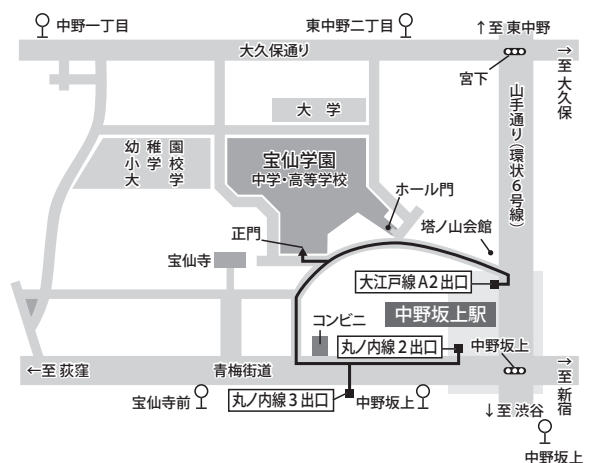 中野一丁目
東中野二丁目
↑至 東中野
大久保通り
宮下
→至 大久保
山手通り(環状6号線)
大 学
幼 稚 園
小 学 校
大 学
宝仙学園
中学・高等学校
ホール門
塔ノ山会館
正門
宝仙寺
大江戸線A2出口
中野坂上駅
コンビニ
丸ノ内線2出口
中野坂上
←至 荻窪
青梅街道
→至 新宿
宝仙寺前
丸ノ内線3出口
中野坂上
↓至 渋谷
中野坂上